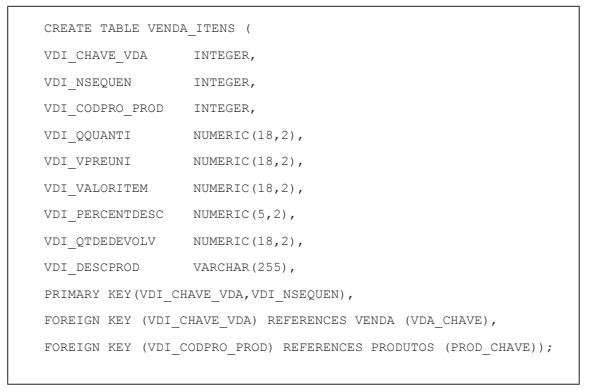 CREATE TABLE VENDA_ITENS (
VDI_CHAVE_VDA INTEGER,
VDI_NSEQUEN INTEGER,
VDI_CODPRO_PROD INTEGER,
VDI_QQUANTI NUMERIC(18,2),
VDI_VPREUNI NUMERIC(18,2),
VDI_VALORITEM NUMERIC(18,2),
VDI_PERCENTDESC NUMERIC(5,2),
VDI_QTDEDEVOLV NUMERIC(18,2),
VDI_DESCPROD VARCHAR(255),
PRIMARY KEY(VDI_CHAVE_VDA,VDI_NSEQUEN),
FOREIGN KEY (VDI_CHAVE_VDA) REFERENCES VENDA (VDA_CHAVE),
FOREIGN KEY (VDI_CODPRO_PROD) REFERENCES PRODUTOS (PROD_CHAVE));